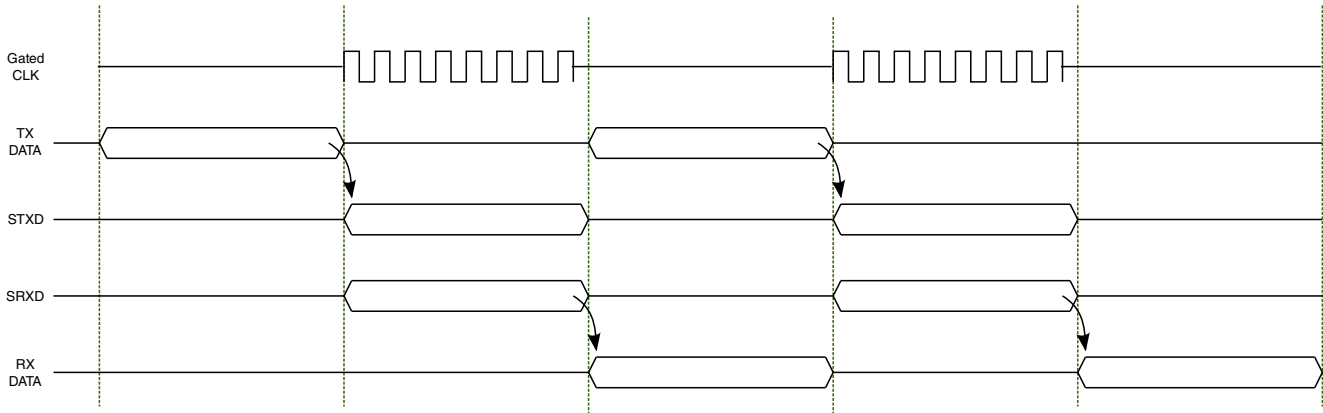 Gated
CLK
TX
DATA
STXD
SRXD
RX
DATA